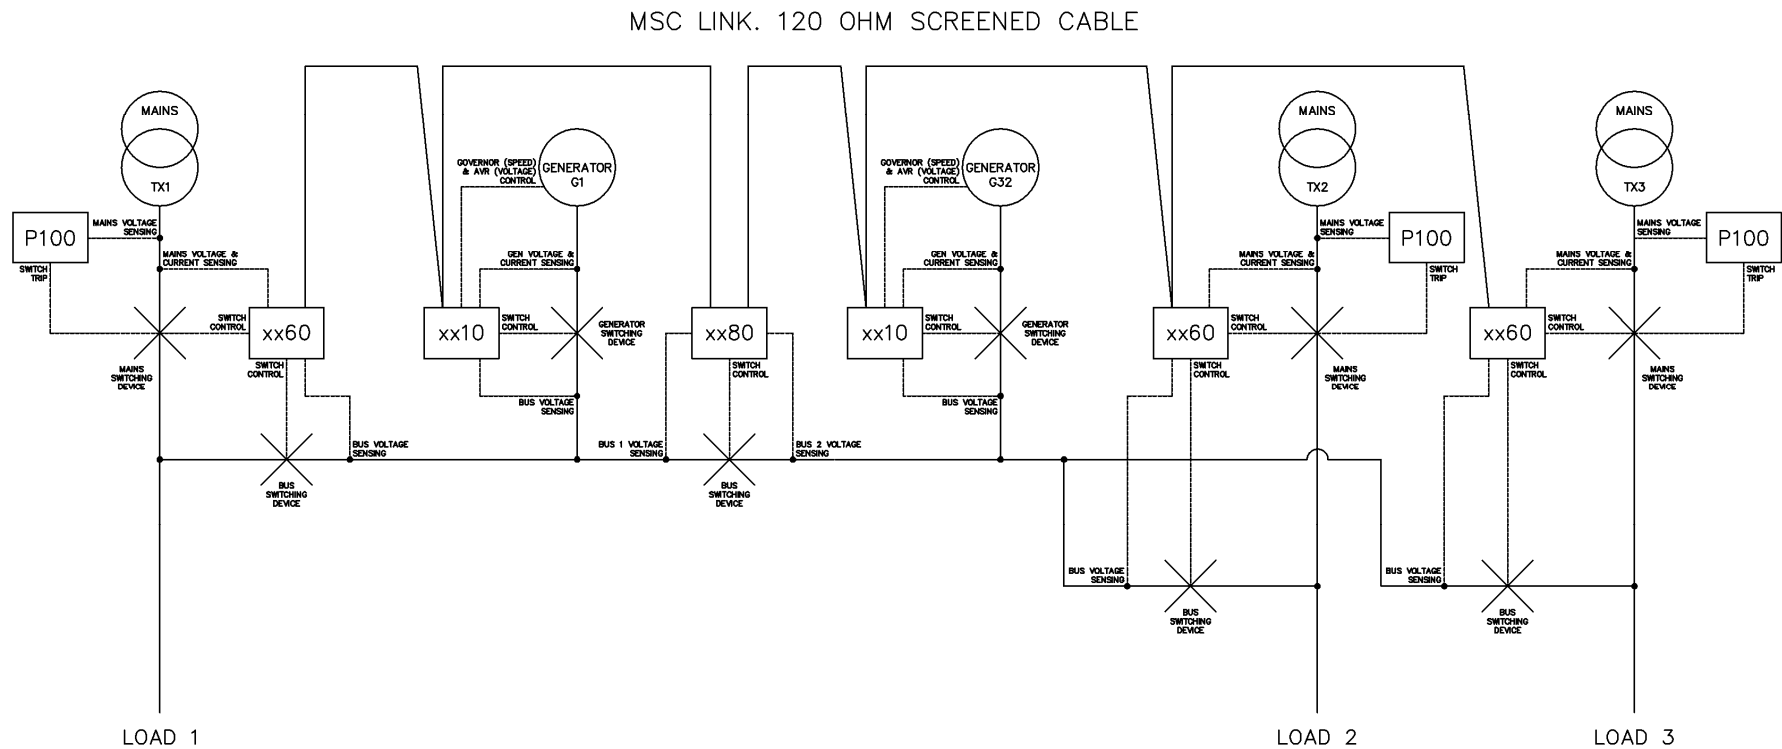 MSC LINK. 120 OHM SCREENED CABLE
MAINS
TX1
P100
MAINS VOLTAGE
SENSING
SWITCH
TRIP
MAINS VOLTAGE &
CURRENT SENSING
SWITCH
CONTROL
xx60
MAINS
SWITCHING
DEVICE
SWITCH
CONTROL
BUS VOLTAGE
SENSING
BUS
SWITCHING
DEVICE
LOAD 1
GOVERNOR (SPEED)
& AVR (VOLTAGE)
CONTROL
GENERATOR
G1
GEN VOLTAGE &
CURRENT SENSING
xx10
SWITCH
CONTROL
GENERATOR
SWITCHING
DEVICE
BUS VOLTAGE
SENSING
xx80
SWITCH
CONTROL
BUS 1 VOLTAGE
SENSING
BUS 2 VOLTAGE
SENSING
BUS
SWITCHING
DEVICE
GOVERNOR (SPEED)
& AVR (VOLTAGE)
CONTROL
GENERATOR
G32
GEN VOLTAGE &
CURRENT SENSING
xx10
SWITCH
CONTROL
GENERATOR
SWITCHING
DEVICE
BUS VOLTAGE
SENSING
MAINS
TX2
MAINS VOLTAGE
SENSING
P100
SWITCH
TRIP
MAINS VOLTAGE &
CURRENT SENSING
xx60
SWITCH
CONTROL
MAINS
SWITCHING
DEVICE
SWITCH
CONTROL
BUS VOLTAGE
SENSING
BUS
SWITCHING
DEVICE
LOAD 2
MAINS
TX3
MAINS VOLTAGE
SENSING
P100
SWITCH
TRIP
MAINS VOLTAGE &
CURRENT SENSING
xx60
SWITCH
CONTROL
MAINS
SWITCHING
DEVICE
SWITCH
CONTROL
BUS VOLTAGE
SENSING
BUS
SWITCHING
DEVICE
LOAD 3